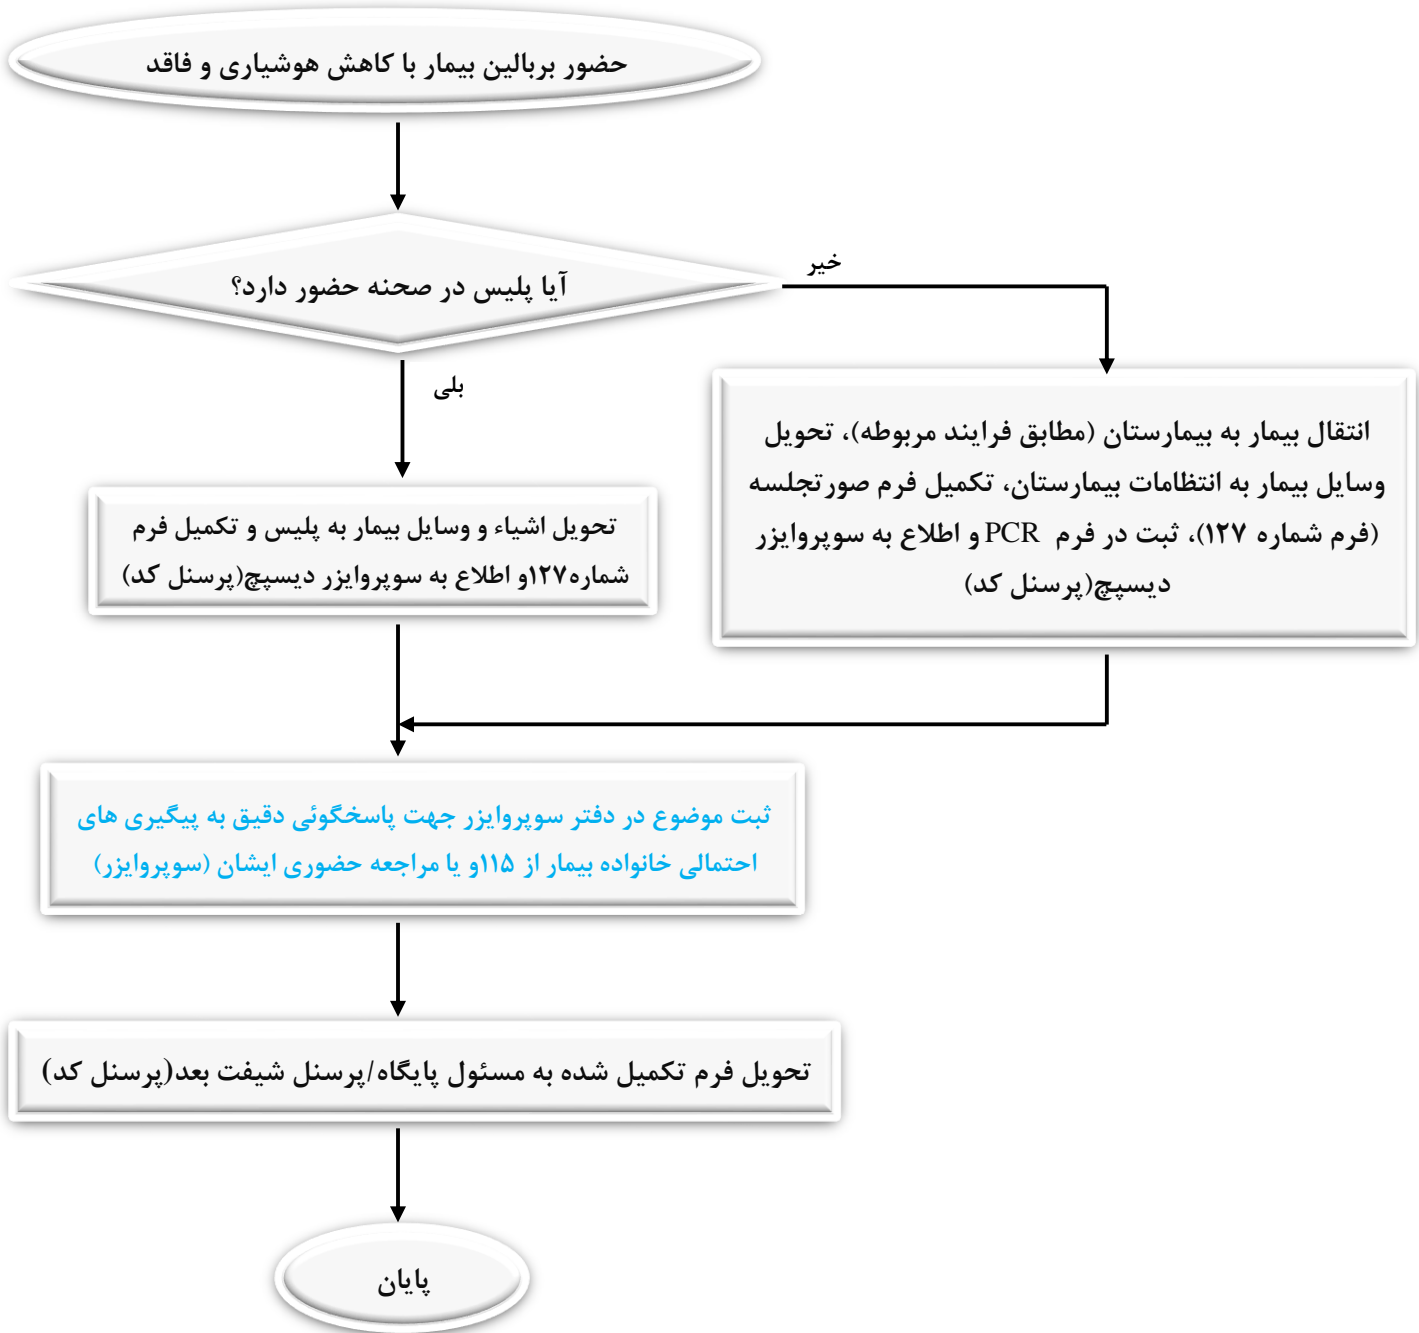 حضور بربالین بیمار با کاهش هوشیاری و فاقد
آیا پلیس در صحنه حضور دارد؟
خیر
بلی
انتقال بیمار به بیمارستان (مطابق فرایند مربوطه)، تحویل
وسایل بیمار به انتظامات بیمارستان، تکمیل فرم صورتجلسه
(فرم شماره ۱۲۷)، ثبت در فرم PCR و اطلاع به سوپروایزر
دیسپچ(پرسنل کد)
تحویل اشیاء و وسایل بیمار به پلیس و تکمیل فرم
شماره۱۲۷و اطلاع به سوپروایزر دیسپچ(پرسنل کد)
ثبت موضوع در دفتر سوپروایزر جهت پاسخگوئی دقیق به پیگیری های
احتمالی خانواده بیمار از ۱۱۵و یا مراجعه حضوری ایشان (سوپروایزر)
تحویل فرم تکمیل شده به مسئول پایگاه/پرسنل شیفت بعد(پرسنل کد)
پایان